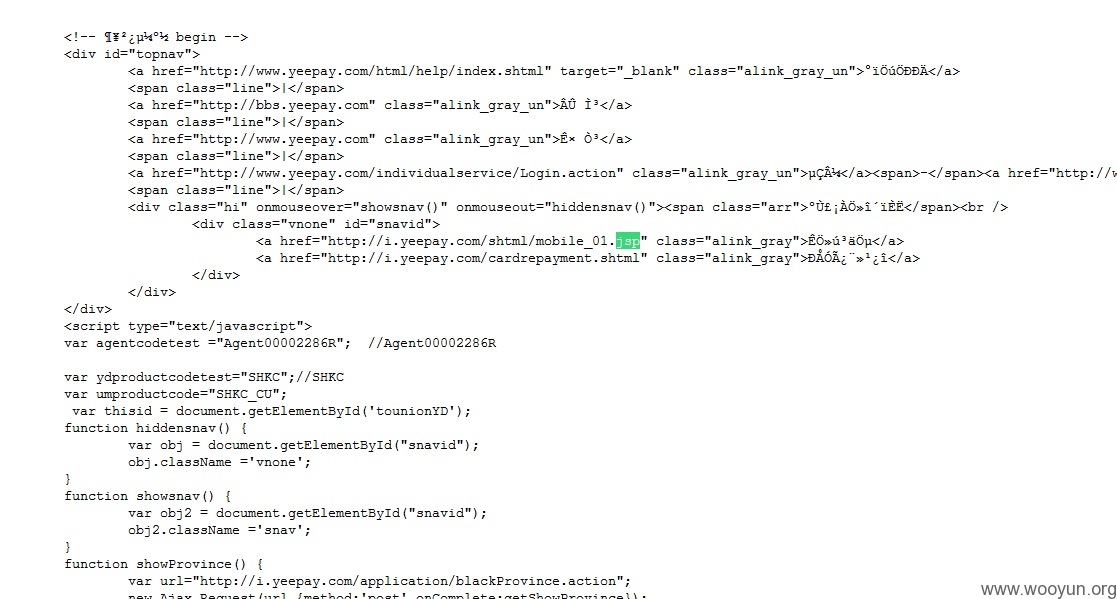 <!-- ¶¥²¿µ¼º½ begin -->
<div id="topnav">
<a href="http://www.yeepay.com/html/help/index.shtml" target="_blank" class="alink_gray_un">°ïÖúÖÐÐÄ</a>
<span class="line">|</span>
<a href="http://bbs.yeepay.com" class="alink_gray_un">ÂÛ Ì³</a>
<span class="line">|</span>
<a href="http://www.yeepay.com" class="alink_gray_un">Ê× Ò³</a>
<span class="line">|</span>
<a href="http://www.yeepay.com/individualservice/Login.action" class="alink_gray_un">µÇÂ¼</a><span>-</span><a href="http://w
<span class="line">|</span>
<div class="hi" onmouseover="showsnav()" onmouseout="hiddensnav()"><span class="arr">°Ù£¡ÀÖ»î´ïÈË</span><br />
<div class="vnone" id="snavid">
<a href="http://i.yeepay.com/shtml/mobile_01.jsp" class="alink_gray">ÊÖ»ú³äÖµ</a>
<a href="http://i.yeepay.com/cardrepayment.shtml" class="alink_gray">ÐÅÓÃ¿¨»¹¿î</a>
</div>
</div>
</div>
<script type="text/javascript">
var agentcodetest ="Agent00002286R";  //Agent00002286R
var ydproductcodetest="SHKC";//SHKC
var umproductcode="SHKC_CU";
var thisid = document.getElementById('tounionYD');
function hiddensnav() {
var obj = document.getElementById("snavid");
obj.className ='vnone';
}
function showsnav() {
var obj2 = document.getElementById("snavid");
obj2.className ='snav';
}
function showProvince() {
var url="http://i.yeepay.com/application/blackProvince.action";
new Ajax.Request(url,{method:'post',onComplete:getShowProvince});
www.wooyun.org